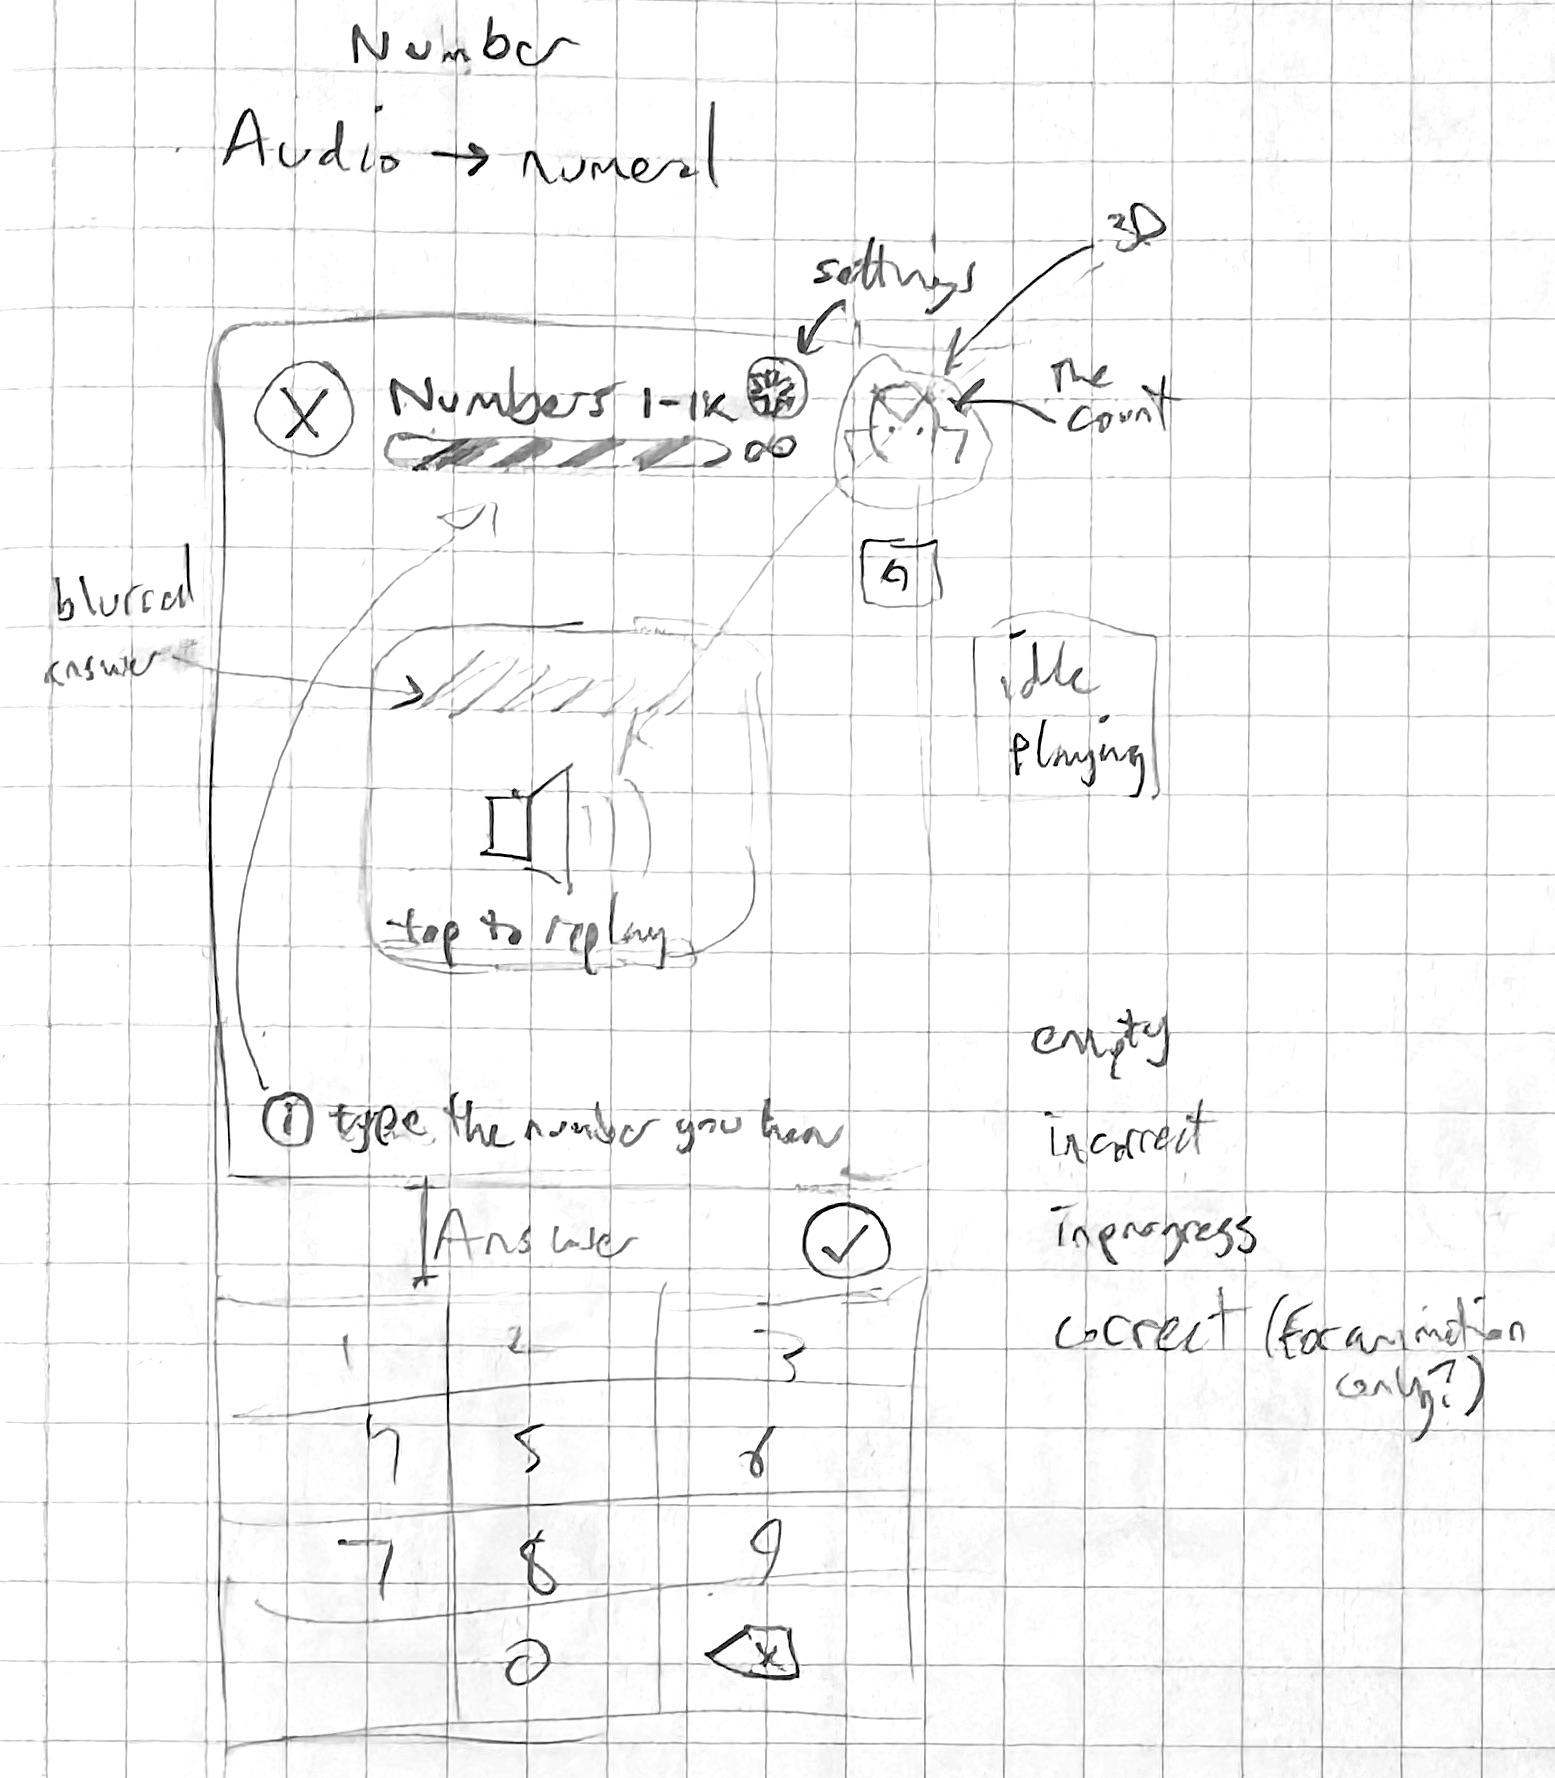 Number
Audio → numeral
3D
settings
X Numbers 1-1K
the
count
∞
blurred
answer
idle
playing
tap to replay
empty
i type the number you hear
incorrect
Answer ✓
inprogress
correct (for animation
only?)
1 2 3
4 5 6
7 8 9
0 x